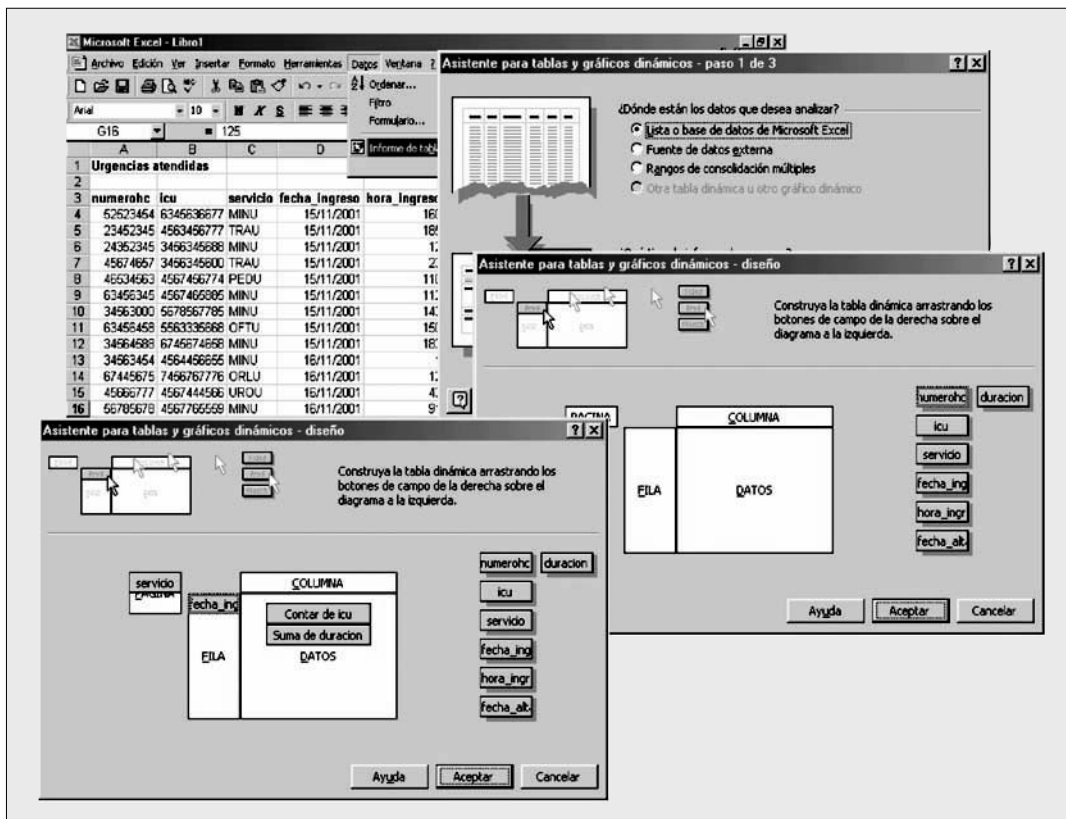 Microsoft Excel - Libro1
Archivo Edición Ver Insertar Formato Herramientas Datos Ventana ?
Arial 10 N K S
Ordenar...
Filtro
Formulario...
Informe de tabl
G16 = 125
A B C D
1 Urgencias atendidas
2
3 numerohc icu servicio fecha_ingreso hora_ingreso
4 52523454 6345636677 MINU 15/11/2001
5 23452345 4563456777 TRAU 15/11/2001
6 24352345 3456345688 MINU 15/11/2001
7 45674657 3456345600 TRAU 15/11/2001
8 46534563 4567456774 PEDU 15/11/2001
9 63456345 4567465885 MINU 15/11/2001
10 34563000 5678567785 MINU 15/11/2001
11 63456458 5563335668 OFTU 15/11/2001
12 34564588 6745674658 MINU 15/11/2001
13 34563454 4564456655 MINU 16/11/2001
14 67445675 7456767776 ORLU 16/11/2001
15 45666777 4567444566 UROU 16/11/2001
16 56785678 4567765559 MINU 16/11/2001
Asistente para tablas y gráficos dinámicos - paso 1 de 3
¿Dónde están los datos que desea analizar?
Lista o base de datos de Microsoft Excel
Fuente de datos externa
Rangos de consolidación múltiples
Otra tabla dinámica u otro gráfico dinámico
Asistente para tablas y gráficos dinámicos - diseño
Construya la tabla dinámica arrastrando los
botones de campo de la derecha sobre el
diagrama a la izquierda.
PAGINA
COLUMNA
FILA
DATOS
numerohc duracion
icu
servicio
fecha_ing
hora_ingr
fecha_alt.
Ayuda Aceptar Cancelar
Asistente para tablas y gráficos dinámicos - diseño
Construya la tabla dinámica arrastrando los
botones de campo de la derecha sobre el
diagrama a la izquierda.
servicio
PAGINA
fecha_ing
COLUMNA
Contar de icu
Suma de duracion
FILA
DATOS
numerohc duracion
icu
servicio
fecha_ing
hora_ingr
fecha_alt.
Ayuda Aceptar Cancelar